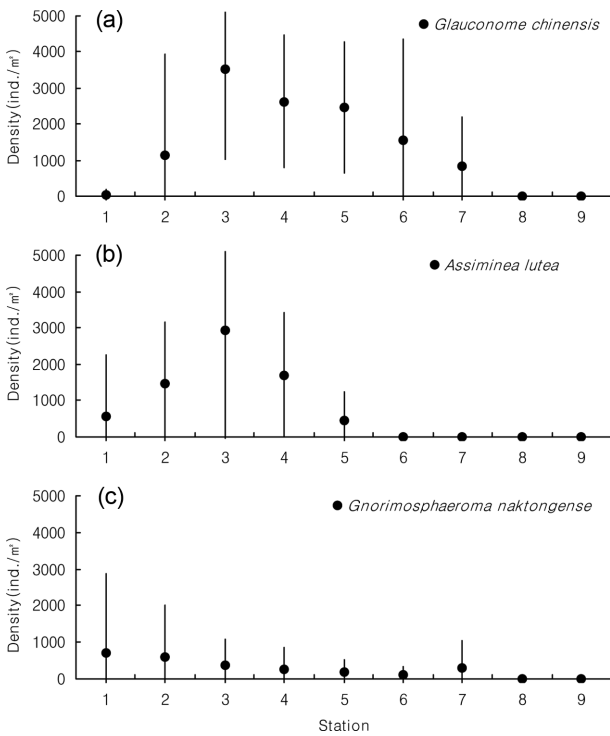 (a)
Glauconome chinensis
Density(ind./㎡)
5000
4000
3000
2000
1000
0
1 2 3 4 5 6 7 8 9
(b)
Assiminea lutea
Density(ind./㎡)
5000
4000
3000
2000
1000
0
1 2 3 4 5 6 7 8 9
(c)
Gnorimosphaeroma naktongense
Density(ind./㎡)
5000
4000
3000
2000
1000
0
1 2 3 4 5 6 7 8 9
Station